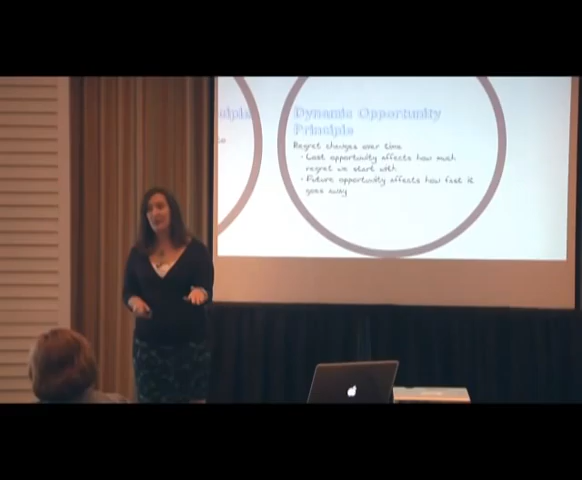 Dynamic Opportunity
Principle
Regret changes over time
• Lost opportunity affects how much
regret we start with
• Future opportunity affects how fast it
goes away